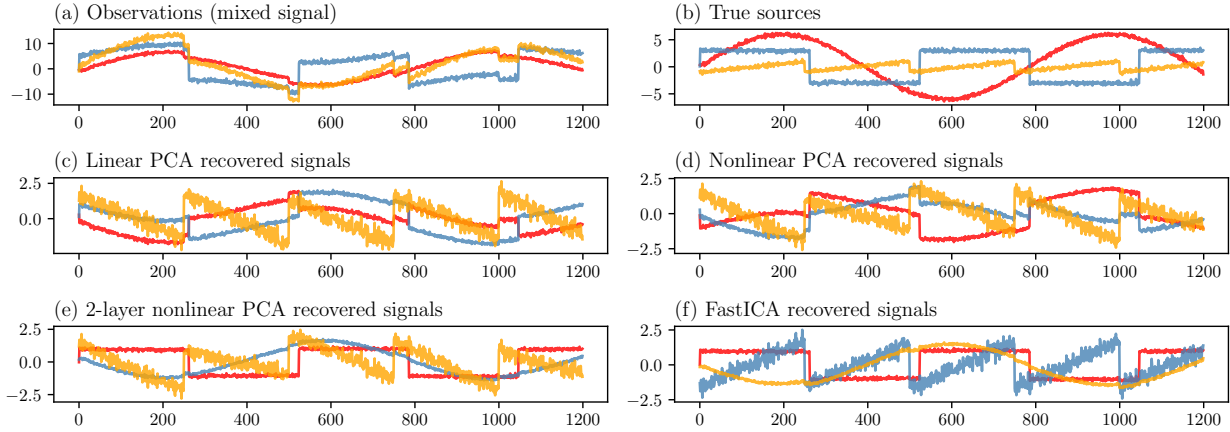 (a) Observations (mixed signal)
10
0
−10
0 200 400 600 800 1000 1200
(b) True sources
5
0
−5
0 200 400 600 800 1000 1200
(c) Linear PCA recovered signals
2.5
0.0
0 200 400 600 800 1000 1200
(d) Nonlinear PCA recovered signals
2.5
0.0
−2.5
0 200 400 600 800 1000 1200
(e) 2-layer nonlinear PCA recovered signals
2.5
0.0
−2.5
0 200 400 600 800 1000 1200
(f) FastICA recovered signals
2.5
0.0
−2.5
0 200 400 600 800 1000 1200